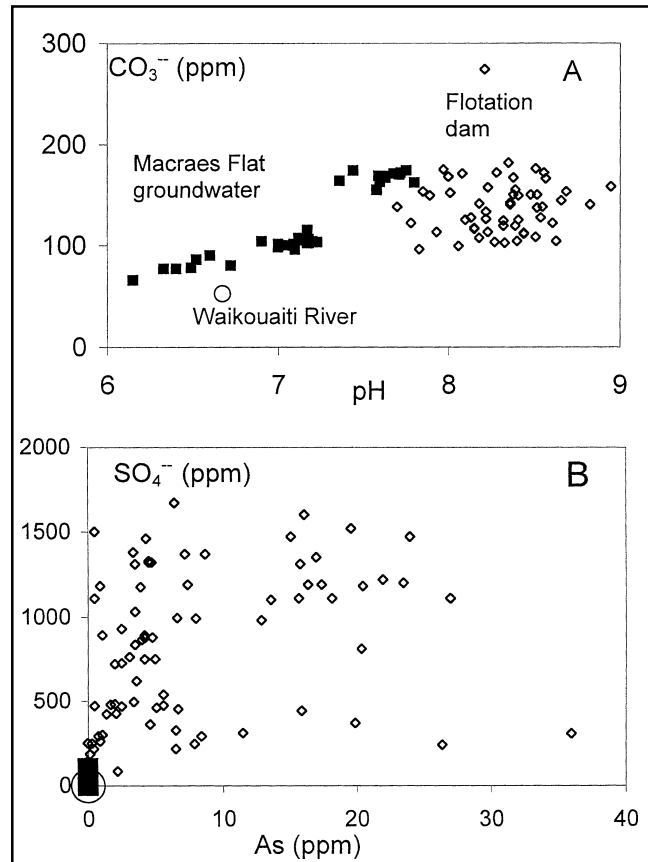 300
CO₃⁻⁻ (ppm)
A
Flotation
dam
200
Macraes Flat
groundwater
100
Waikouaiti River
0
6 7 8 9
pH
2000
SO₄⁻⁻ (ppm)
B
1500
1000
500
0
0 10 20 30 40
As (ppm)